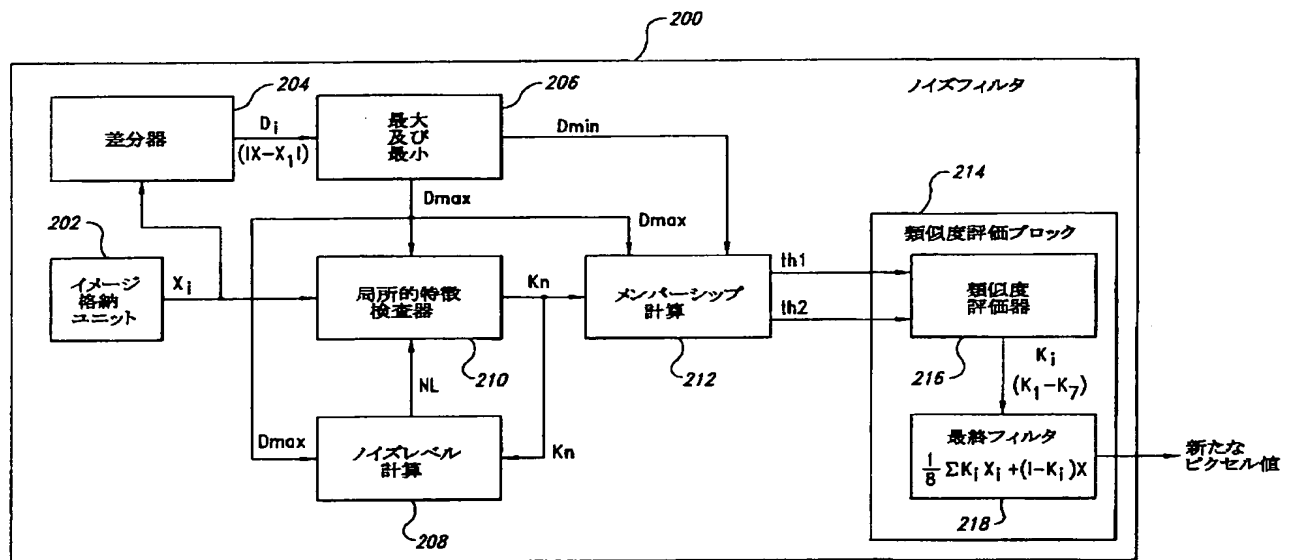 200
ノイズフィルタ
204
差分器
Di
(|X-X1|)
206
最大
及び
最小
Dmin
Dmax
Dmax
202
イメージ
格納
ユニット
Xi
局所的特徴
検査器
210
Kn
メンバーシップ
計算
212
th1
th2
214
類似度評価ブロック
類似度
評価器
216
Ki
(K1-K7)
NL
Dmax
ノイズレベル
計算
208
Kn
最終フィルタ
1/8 ΣKiXi+(1-Ki)X
218
新たな
ピクセル値